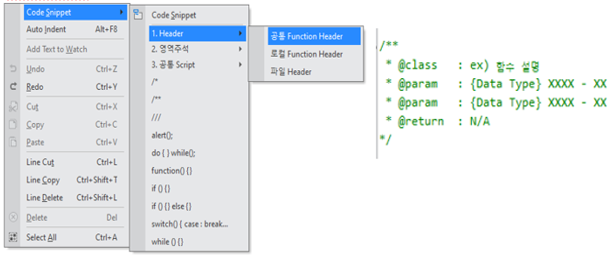 Code Snippet
Auto Indent Alt+F8
Add Text to Watch
Undo Ctrl+Z
Redo Ctrl+Y
Cut Ctrl+X
Copy Ctrl+C
Paste Ctrl+V
Line Cut Ctrl+L
Line Copy Ctrl+Shift+T
Line Delete Ctrl+Shift+L
Delete Del
Select All Ctrl+A
Code Snippet
1. Header
2. 영역주석
3. 공통 Script
/*
/**
///
alert();
do { } while();
function() {}
if () {}
if () {} else {}
switch() { case : break...
while () {}
공통 Function Header
로컬 Function Header
파일 Header
/**
* @class : ex) 함수 설명
* @param : {Data Type} XXXX - XX
* @param : {Data Type} XXXX - XX
* @return : N/A
*/